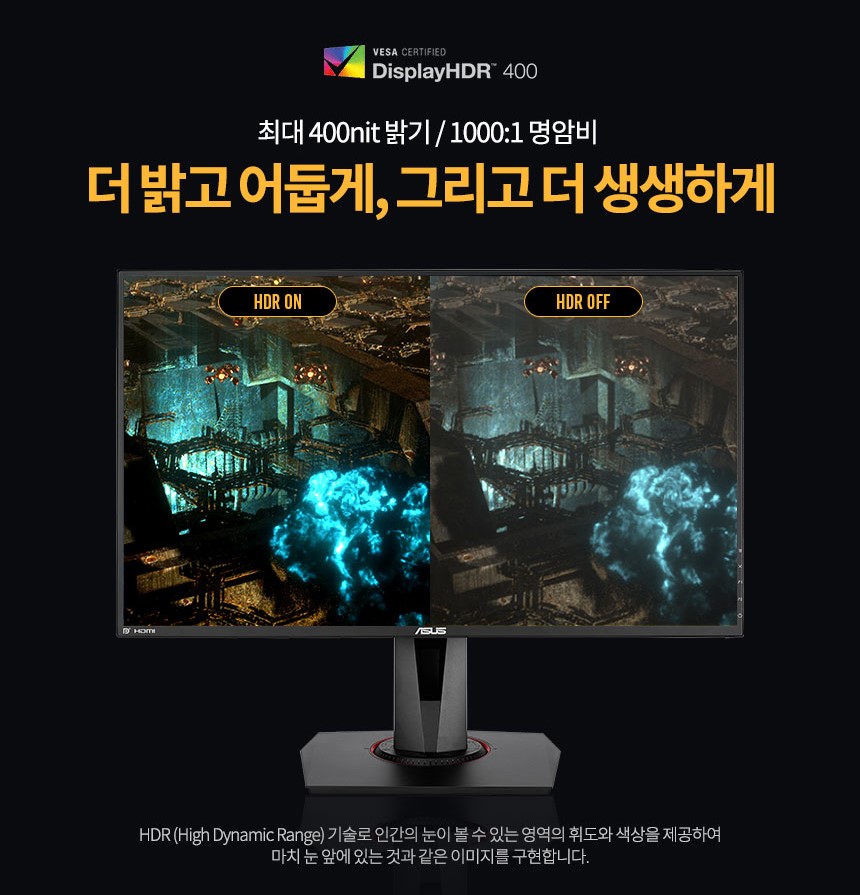 VESA CERTIFIED
DisplayHDR™ 400
최대 400nit 밝기 / 1000:1 명암비
더 밝고 어둡게, 그리고 더 생생하게
HDR ON
HDR OFF
HDMI
ASUS
HDR (High Dynamic Range) 기술로 인간의 눈이 볼 수 있는 영역의 휘도와 색상을 제공하여
마치 눈 앞에 있는 것과 같은 이미지를 구현합니다.